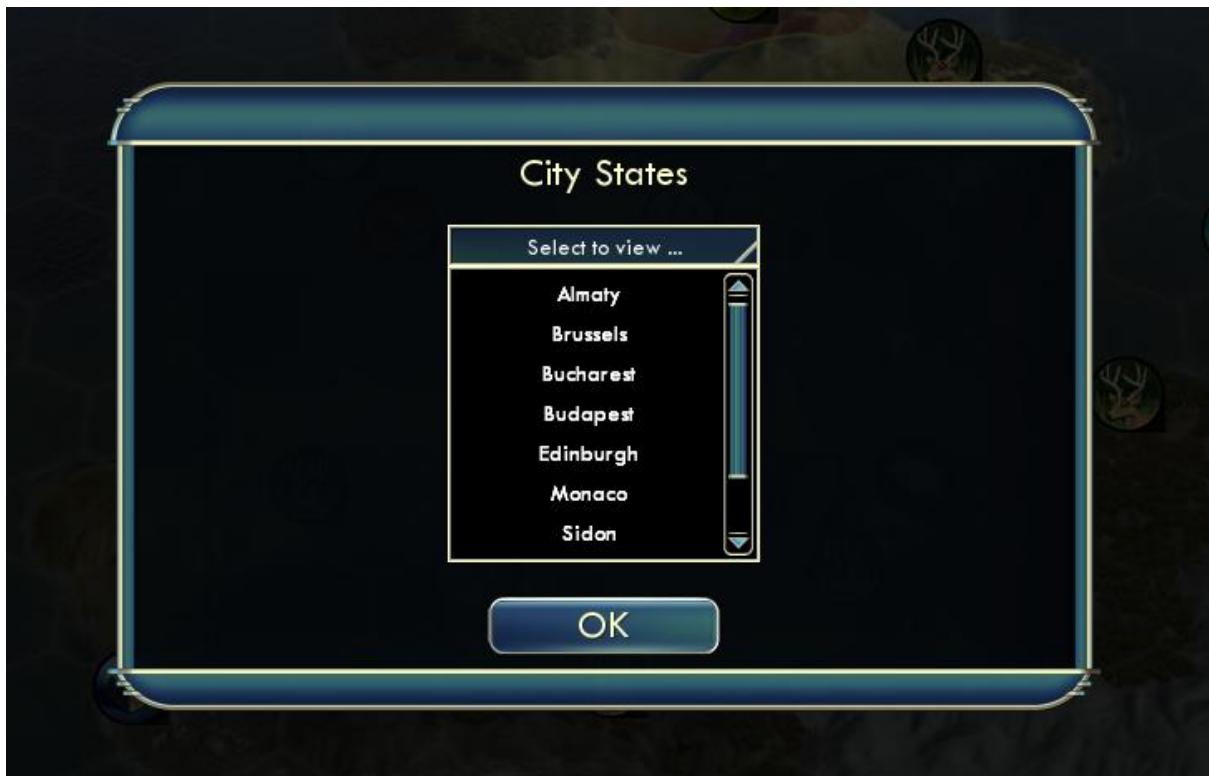 City States
Select to view ...
Almaty
Brussels
Bucharest
Budapest
Edinburgh
Monaco
Sidon
OK